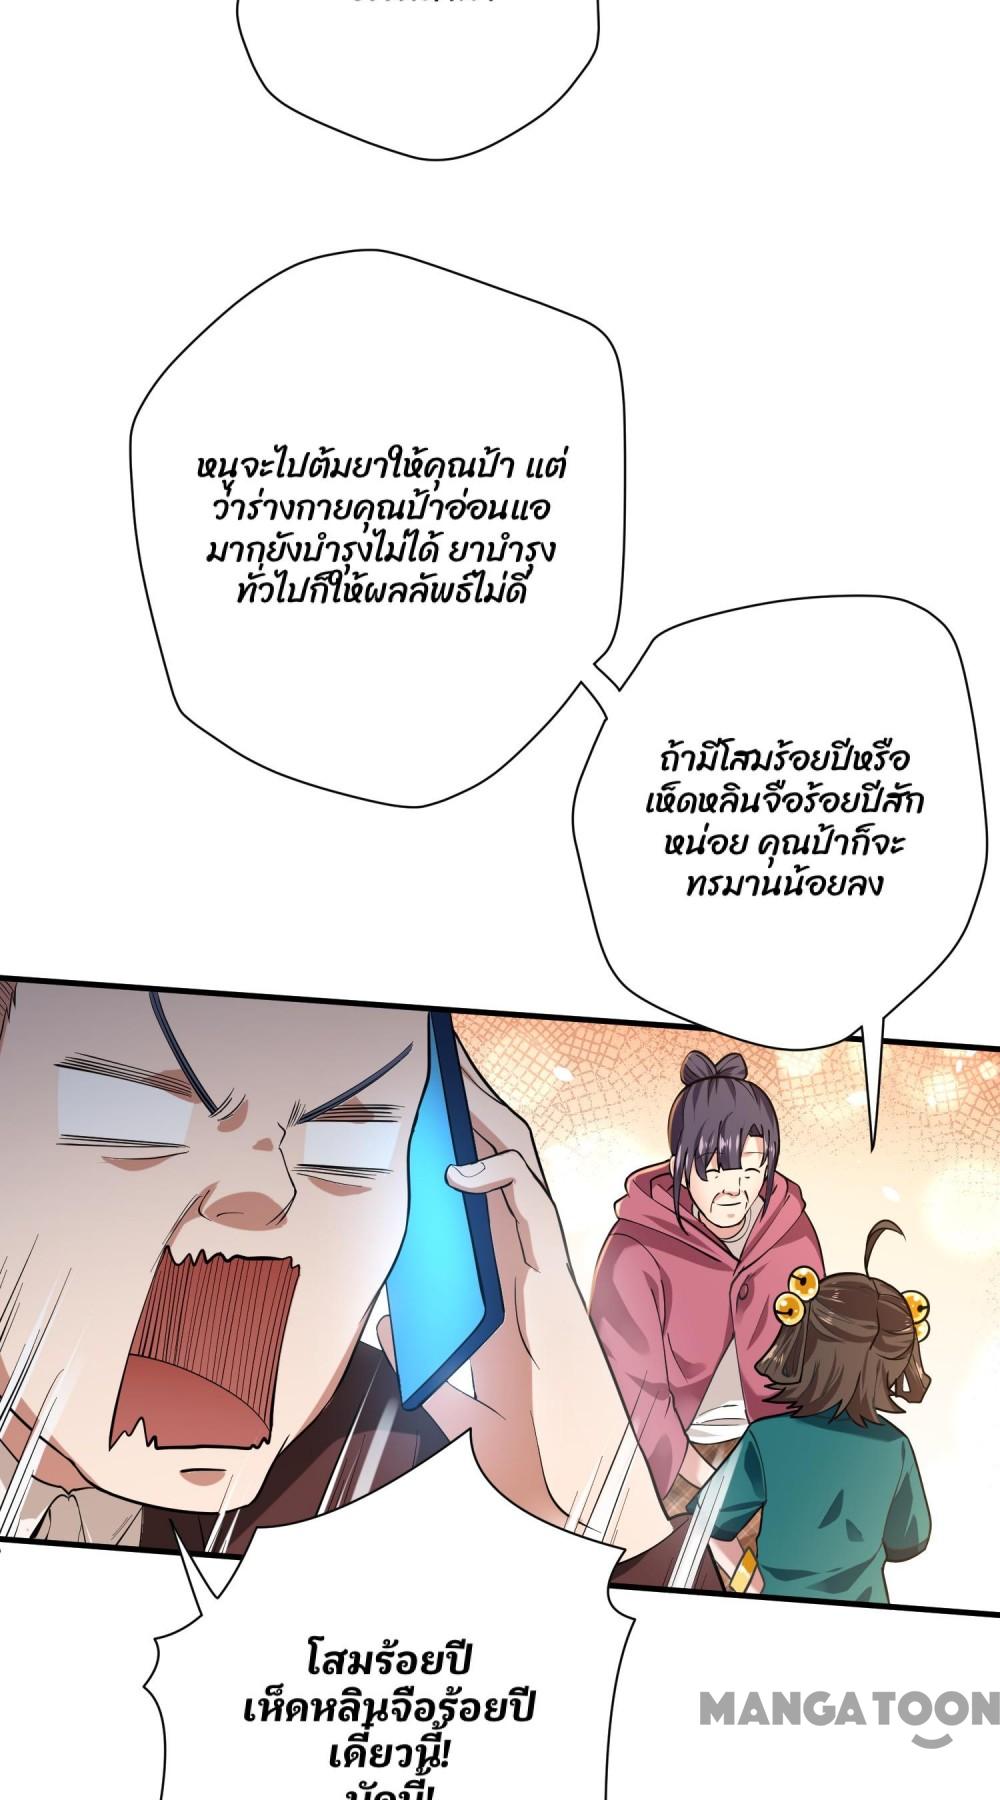 หนูจะไปต้มยาให้คุณป้า แต่
ว่าร่างกายคุณป้าอ่อนแอ
มากยังบำรุงไม่ได้ ยาบำรุง
ทั่วไปก็ให้ผลลัพธ์ไม่ดี
ถ้ามีโสมร้อยปีหรือ
เห็ดหลินจือร้อยปีสัก
หน่อย คุณป้าก็จะ
ทรมานน้อยลง
โสมร้อยปี
เห็ดหลินจือร้อยปี
เดี๋ยวนี้!
MANGATOON